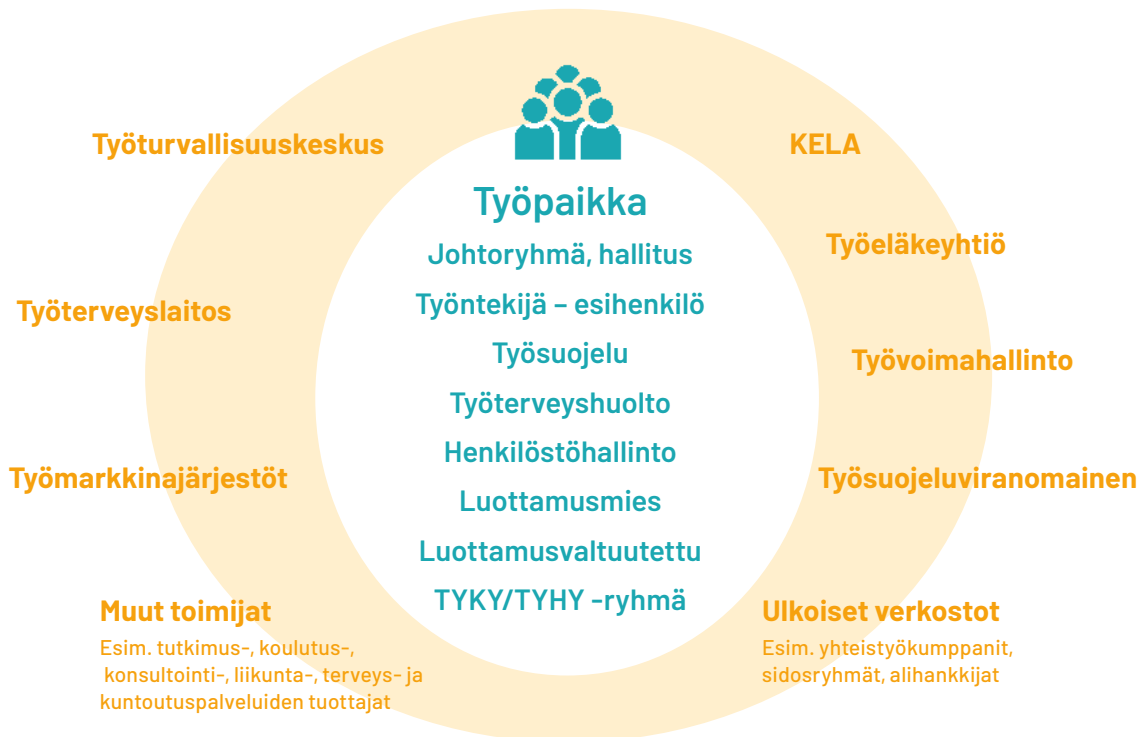 Työturvallisuuskeskus
KELA
Työpaikka
Johtoryhmä, hallitus
Työeläkeyhtiö
Työntekijä – esihenkilö
Työterveyslaitos
Työsuojelu
Työvoimahallinto
Työterveyshuolto
Henkilöstöhallinto
Työmarkkinajärjestöt
Työsuojeluviranomainen
Luottamusmies
Luottamusvaltuutettu
TYKY/TYHY -ryhmä
Muut toimijat
Esim. tutkimus-, koulutus-,
konsultointi-, liikunta-, terveys- ja
kuntoutuspalveluiden tuottajat
Ulkoiset verkostot
Esim. yhteistyökumppanit,
sidosryhmät, alihankkijat